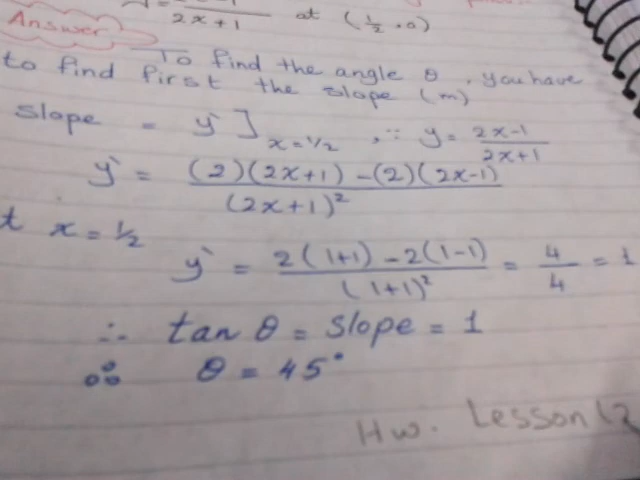 2x+1 at (1/2, 0)
Answer
To find the angle θ, you have
to find first the slope (m)
Slope = y`]x=1/2, ∵ y = 2x-1/2x+1
y` = (2)(2x+1) -(2)(2x-1)/(2x+1)²
t x = 1/2
y` = 2(1+1) -2(1-1)/(1+1)² = 4/4 = 1
∴ tan θ = Slope = 1
∴ θ = 45°
Hw. Lesson